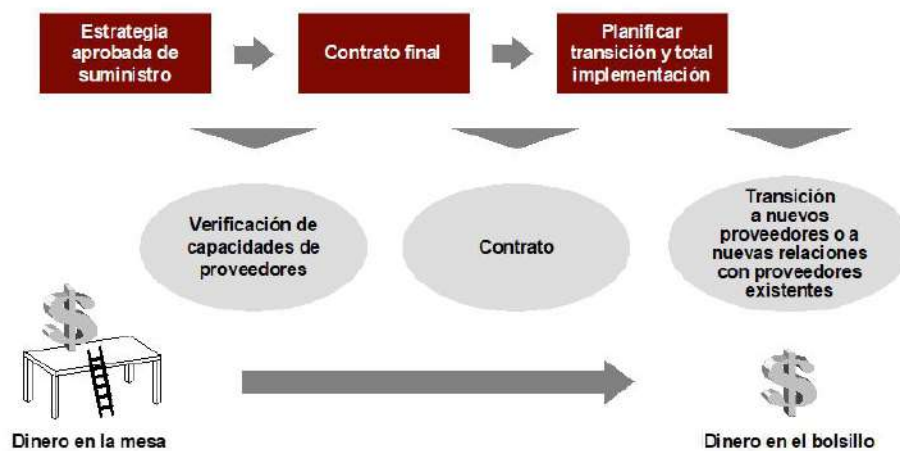 Estrategia
aprobada de
suministro
Contrato final
Planificar
transición y total
implementación
Verificación de
capacidades de
proveedores
Contrato
Transición
a nuevos
proveedores o a
nuevas relaciones
con proveedores
existentes
$
$
Dinero en la mesa
Dinero en el bolsillo